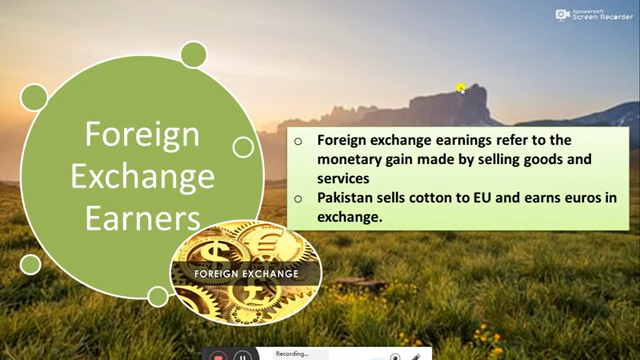 Apowersoft
Screen Recorder
Foreign
Exchange
Earners
FOREIGN EXCHANGE
Foreign exchange earnings refer to the
monetary gain made by selling goods and
services
Pakistan sells cotton to EU and earns euros in
exchange.
Recording...